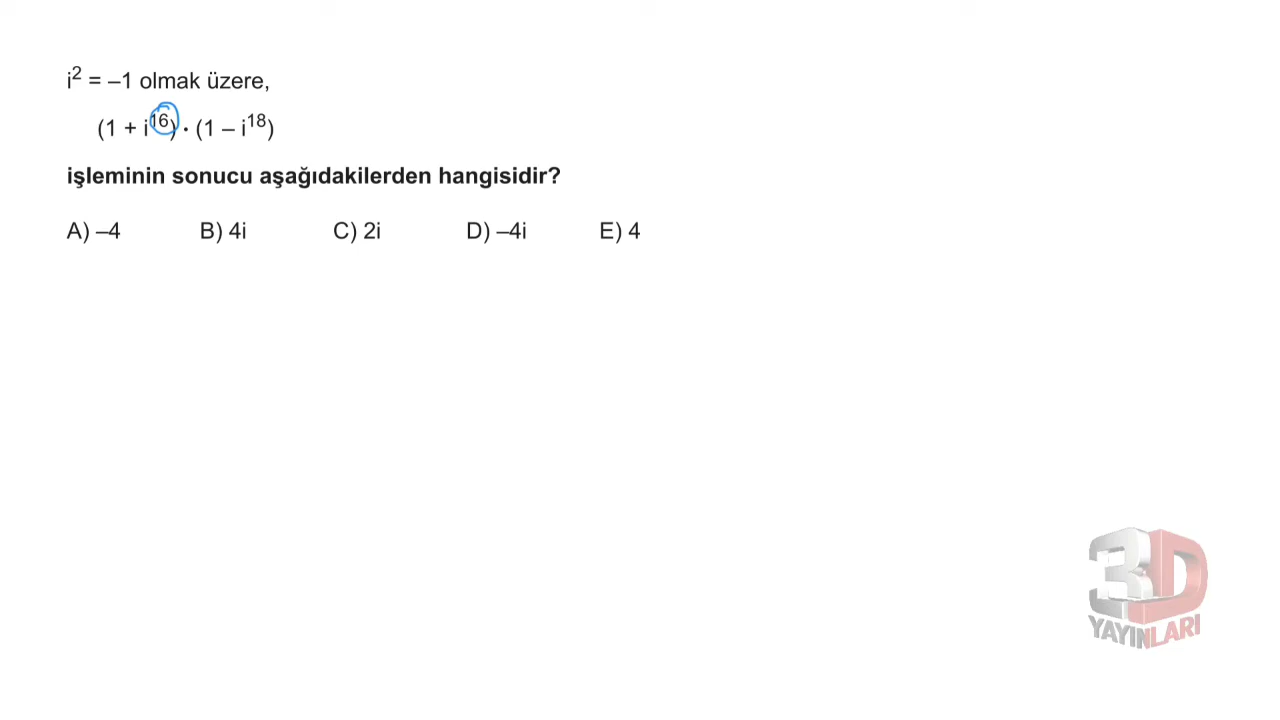 i² = –1 olmak üzere,
(1 + i¹⁶) · (1 – i¹⁸)
işleminin sonucu aşağıdakilerden hangisidir?
A) –4 B) 4i C) 2i D) –4i E) 4
3D
YAYINLARI